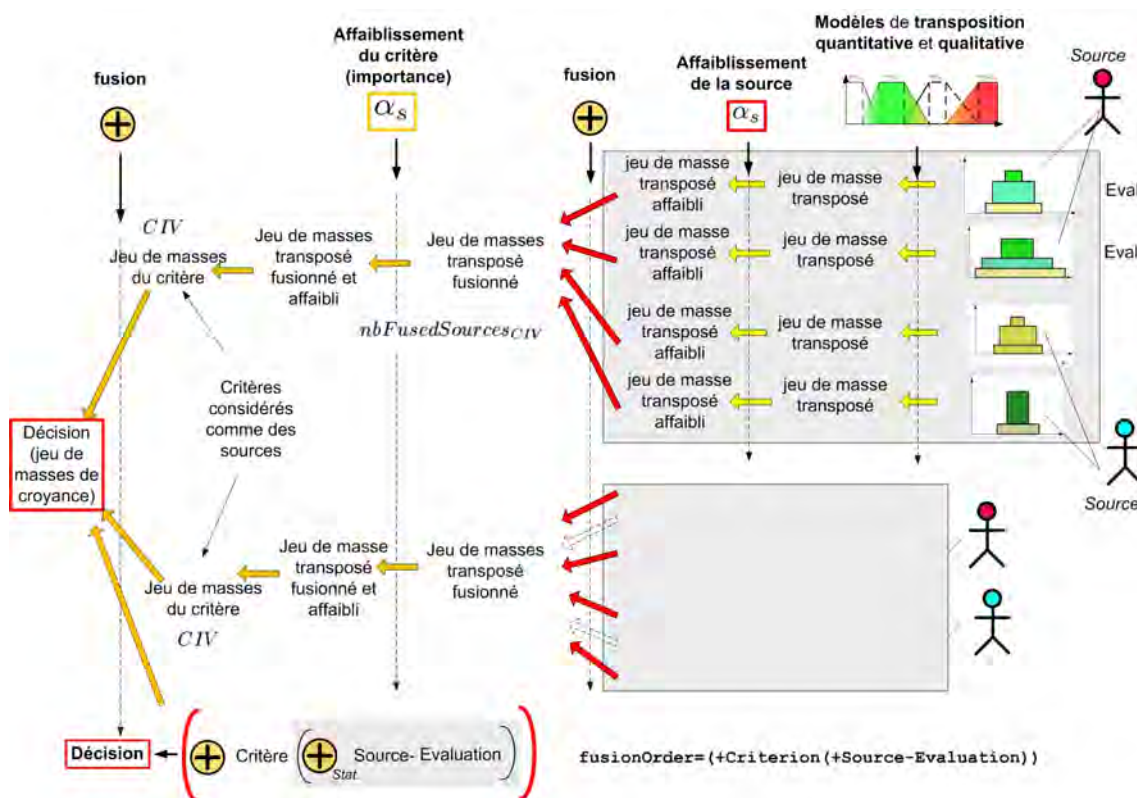 Modèles de transposition
quantitative et qualitative
Affaiblissement
du critère
(importance)
fusion
fusion
Affaiblissement
de la source
Source
α_s
α_s
jeu de masse
transposé
affaibli
jeu de masse
transposé
Eval
jeu de masse
transposé
affaibli
jeu de masse
transposé
Eval
jeu de masse
transposé
affaibli
jeu de masse
transposé
jeu de masse
transposé
affaibli
jeu de masse
transposé
Source
CIV
Jeu de masses
du critère
Jeu de masses
transposé
fusionné et
affaibli
Jeu de masses
transposé
fusionné
nbFusedSources_CIV
Critères
considérés
comme des
sources
Décision
(jeu de
masses de
croyance)
Jeu de masses
du critère
CIV
Jeu de masse
transposé
fusionné et
affaibli
Jeu de masses
transposé
fusionné
Décision
Critère
Stat.
Source- Evaluation
fusionOrder=(+Criterion(+Source-Evaluation))